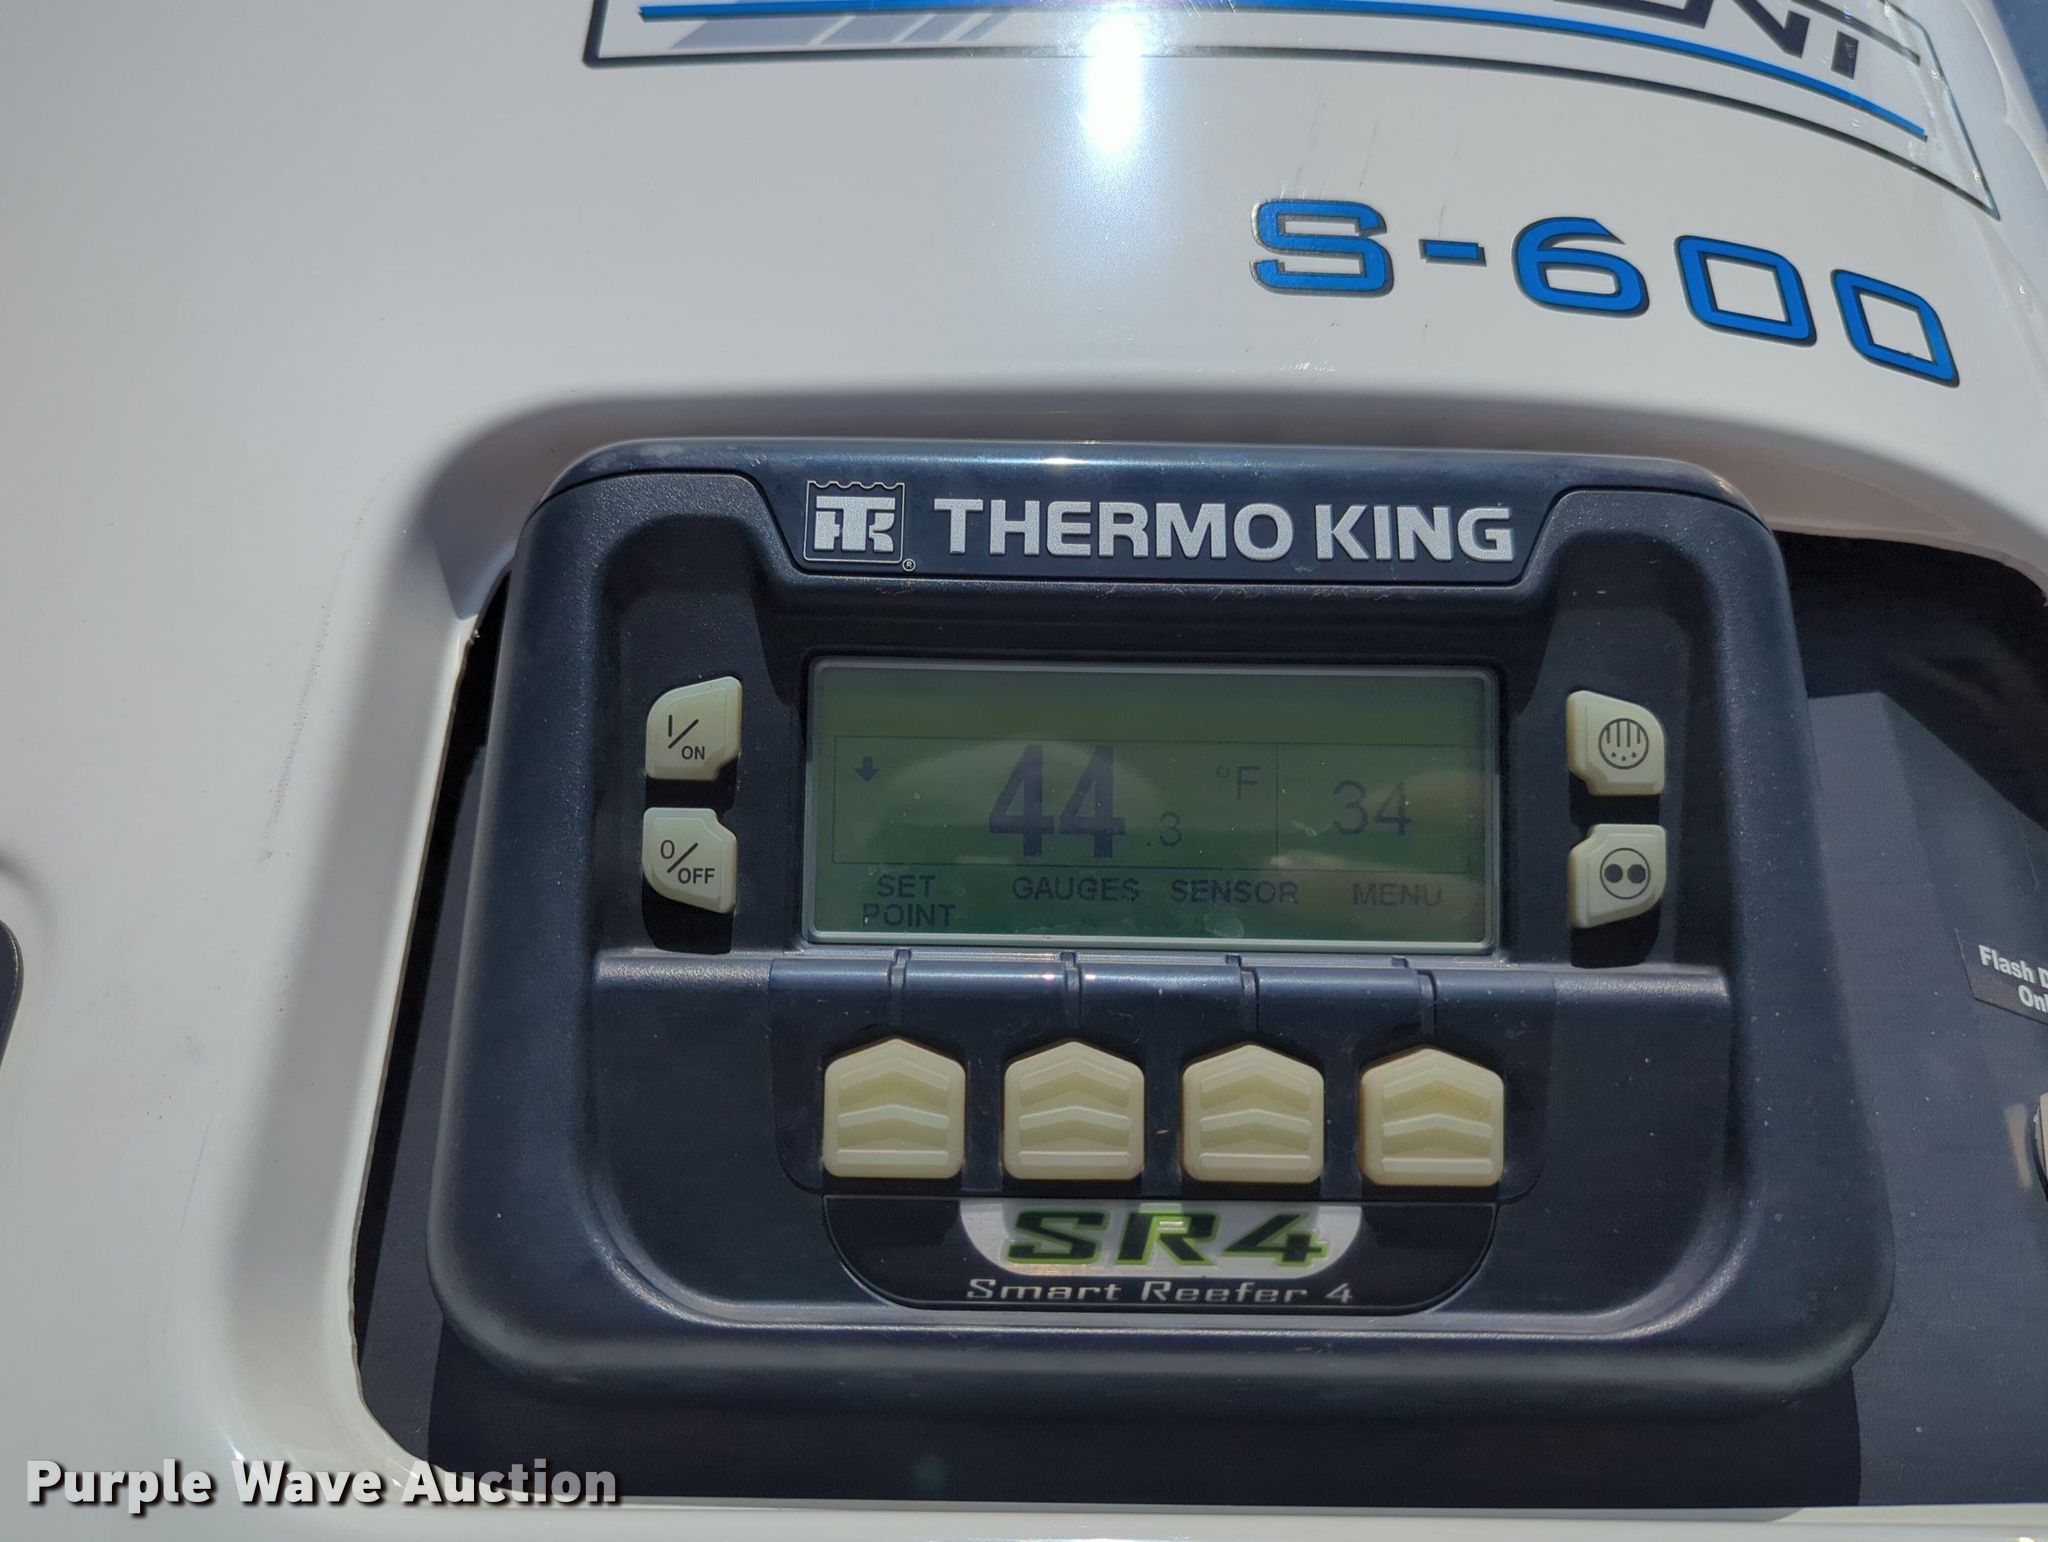 S-600
TK ® THERMO KING
I/ON
O/OFF
44.3 °F 34
SET POINT GAUGES SENSOR MENU
Flash
SR4
Smart Reefer 4
Purple Wave Auction